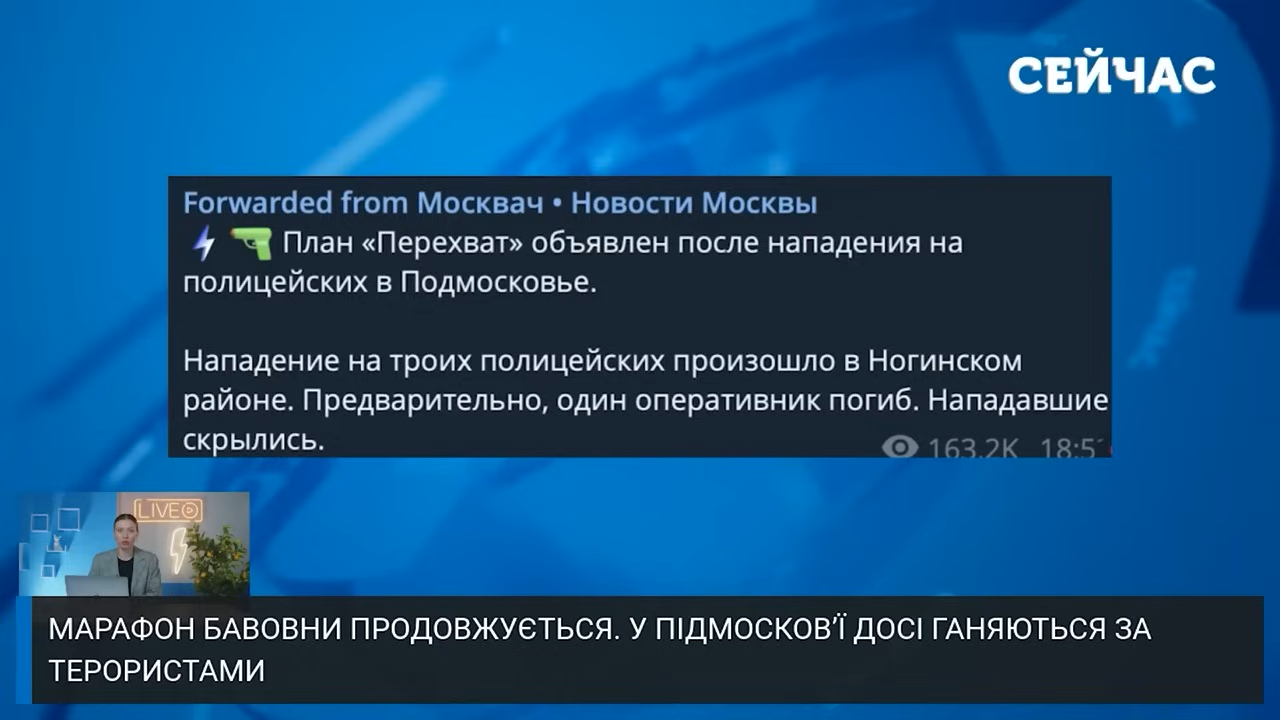 СЕЙЧАС
Forwarded from Москвач • Новости Москвы
План «Перехват» объявлен после нападения на
полицейских в Подмосковье.
Нападение на троих полицейских произошло в Ногинском
районе. Предварительно, один оперативник погиб. Нападавшие
скрылись.
163.2K
LIVE
МАРАФОН БАВОВНИ ПРОДОВЖУЄТЬСЯ. У ПІДМОСКОВ’Ї ДОСІ ГАНЯЮТЬСЯ ЗА
ТЕРОРИСТАМИ